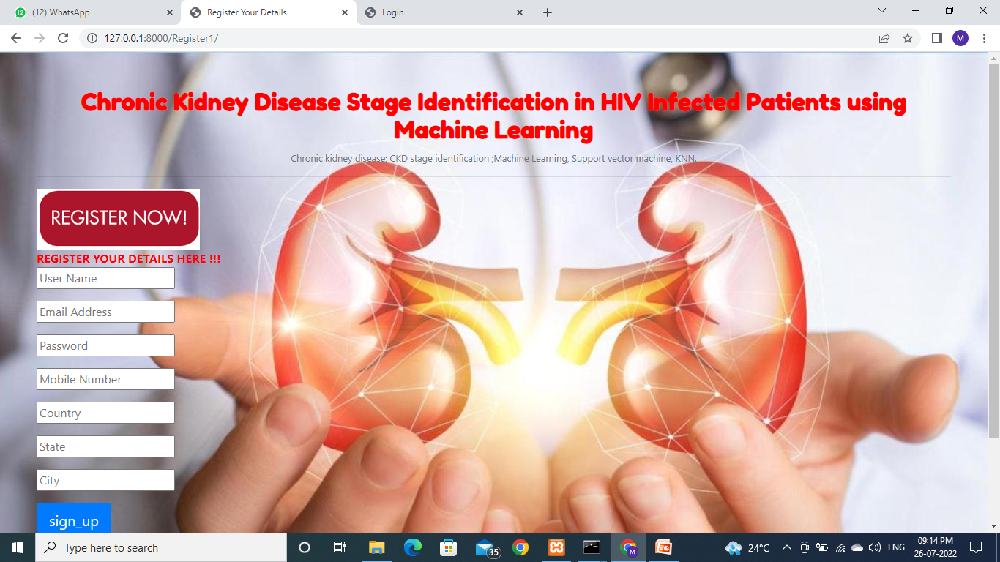 (12) WhatsApp
Register Your Details
Login
127.0.0.1:8000/Register1/
M
Chronic Kidney Disease Stage Identification in HIV Infected Patients using
Machine Learning
Chronic kidney disease; CKD stage identification ;Machine Learning, Support vector machine, KNN.
REGISTER NOW!
REGISTER YOUR DETAILS HERE !!!
User Name
Email Address
Password
Mobile Number
Country
State
City
sign_up
Type here to search
35
M
24°C
ENG
09:14 PM
26-07-2022